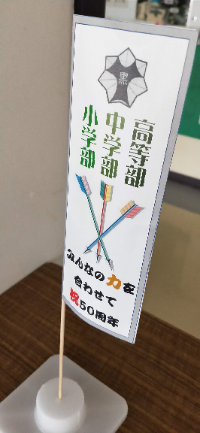 高等部
中学部
小学部
みんなの力を
合わせて
祝50周年